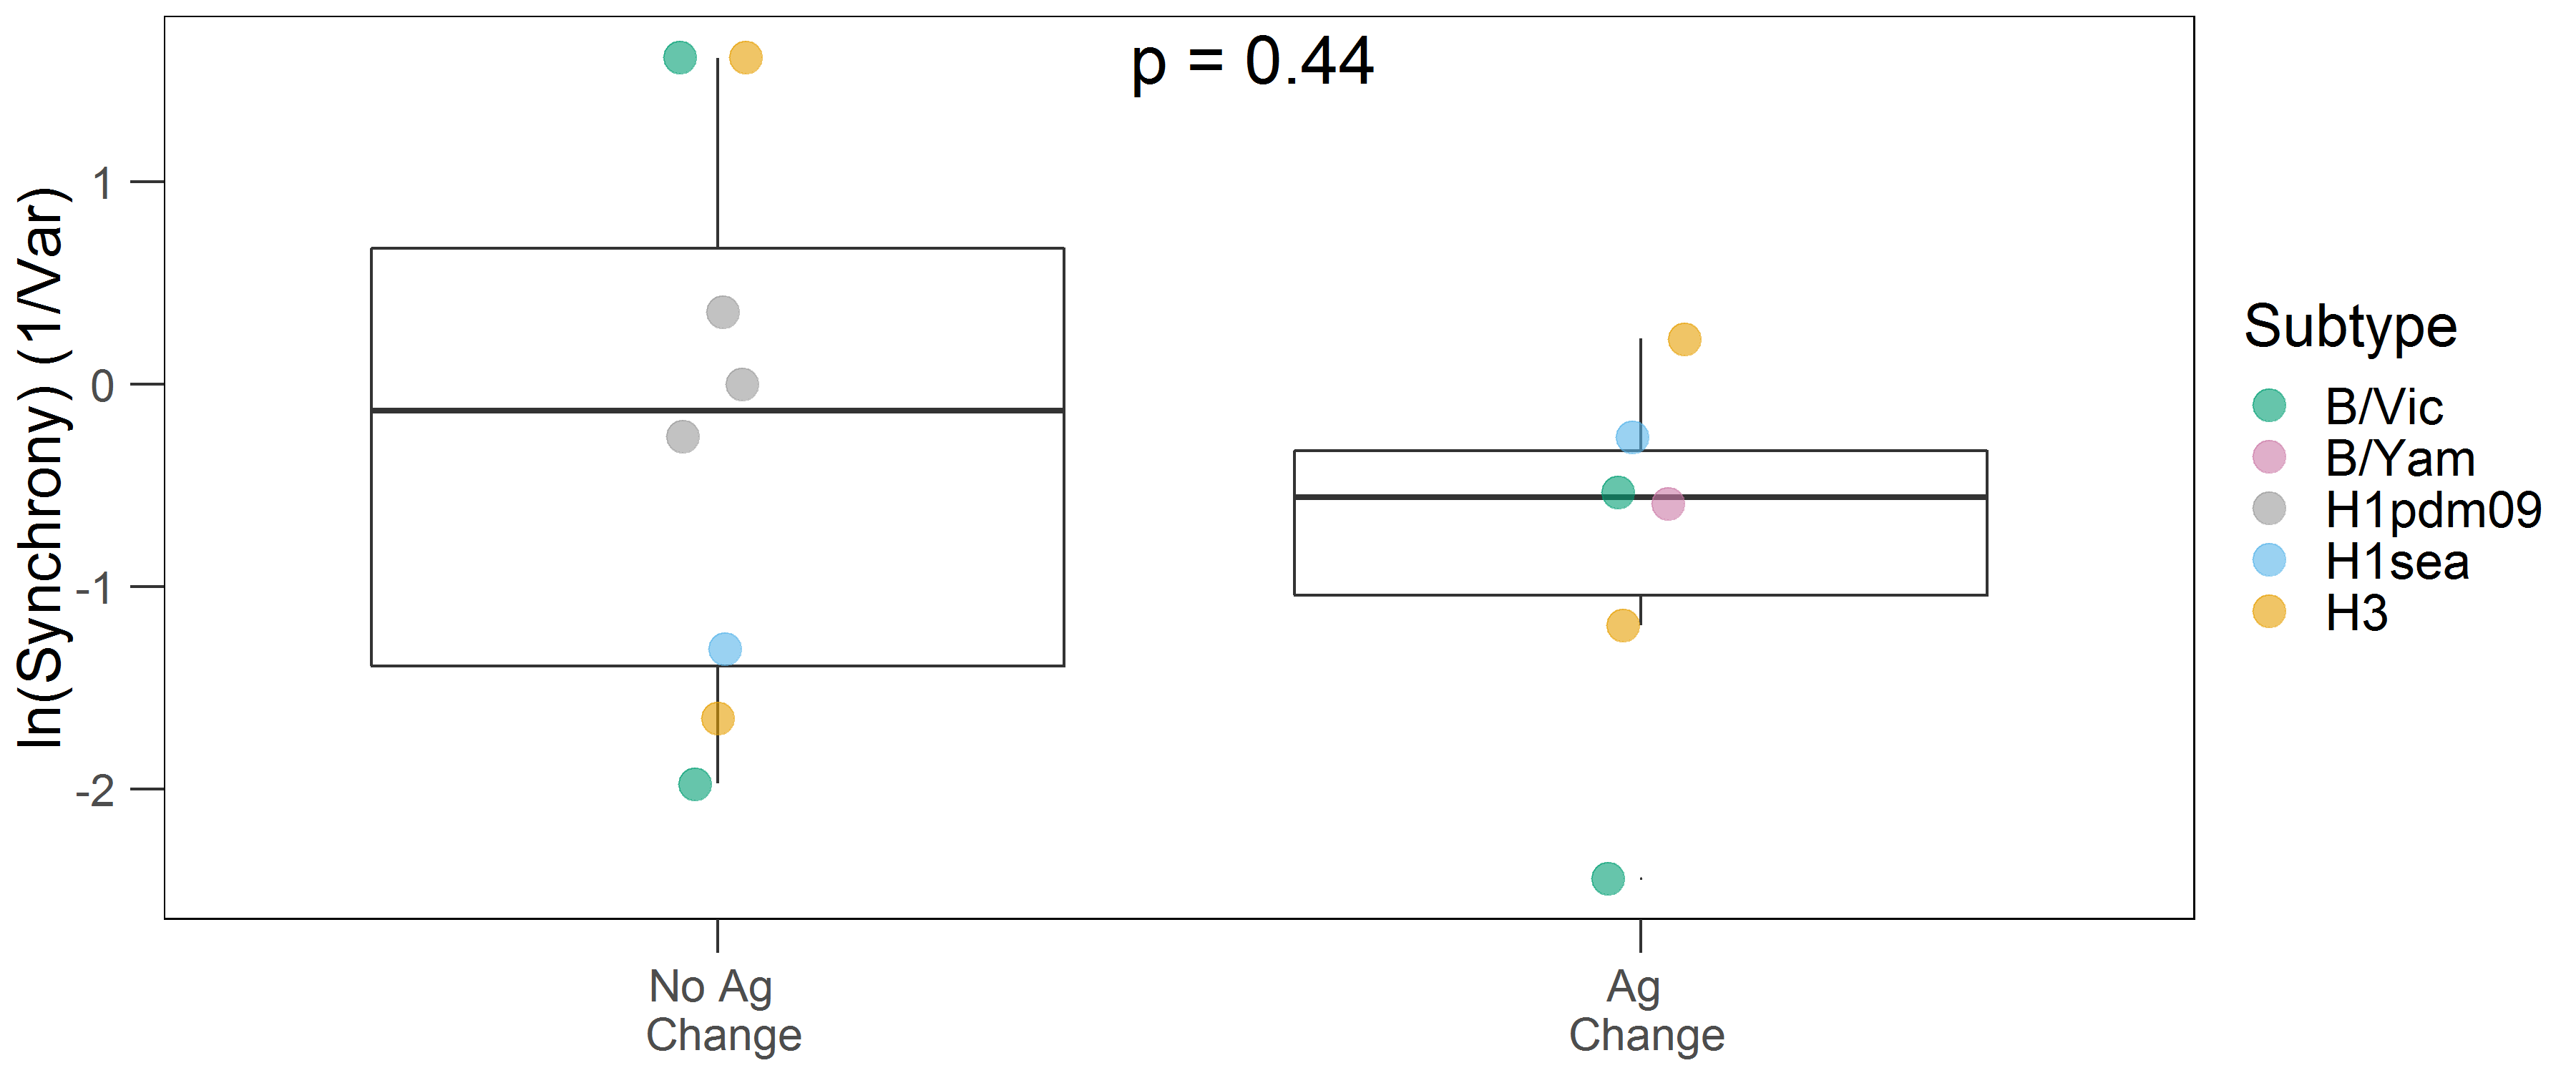 p = 0.44
ln(Synchrony) (1/Var)
1
0
-1
-2
No Ag
Change
Ag
Change
Subtype
B/Vic
B/Yam
H1pdm09
H1sea
H3